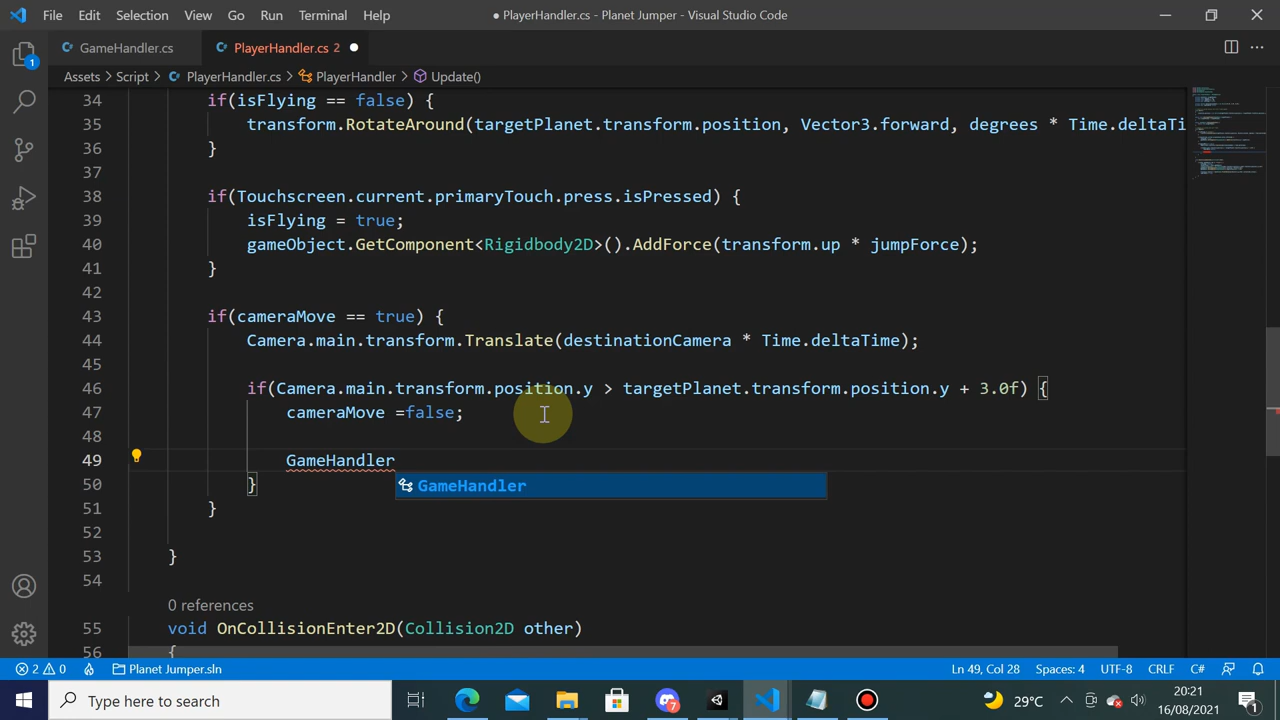 File Edit Selection View Go Run Terminal Help ● PlayerHandler.cs - Planet Jumper - Visual Studio Code
GameHandler.cs PlayerHandler.cs 2
Assets > Script > PlayerHandler.cs > PlayerHandler > Update()
34 if(isFlying == false) {
35 transform.RotateAround(targetPlanet.transform.position, Vector3.forward, degrees * Time.deltaTi
36 }
37
38 if(Touchscreen.current.primaryTouch.press.isPressed) {
39 isFlying = true;
40 gameObject.GetComponent<Rigidbody2D>().AddForce(transform.up * jumpForce);
41 }
42
43 if(cameraMove == true) {
44 Camera.main.transform.Translate(destinationCamera * Time.deltaTime);
45
46 if(Camera.main.transform.position.y > targetPlanet.transform.position.y + 3.0f) {
47 cameraMove =false;
48
49 GameHandler
GameHandler
50 }
51 }
52
53 }
54
0 references
55 void OnCollisionEnter2D(Collision2D other)
56 {
2 0 Planet Jumper.sln Ln 49, Col 28 Spaces: 4 UTF-8 CRLF C#
Type here to search 29°C 20:21
16/08/2021